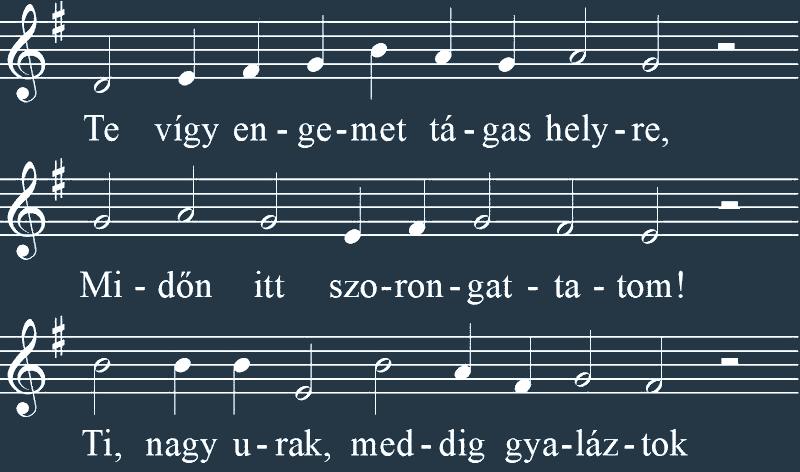 Te vígy en - ge - met tá - gas hely - re,
Mi - dőn itt szo - ron - gat - ta - tom!
Ti, nagy u - rak, med - dig gya - láz - tok